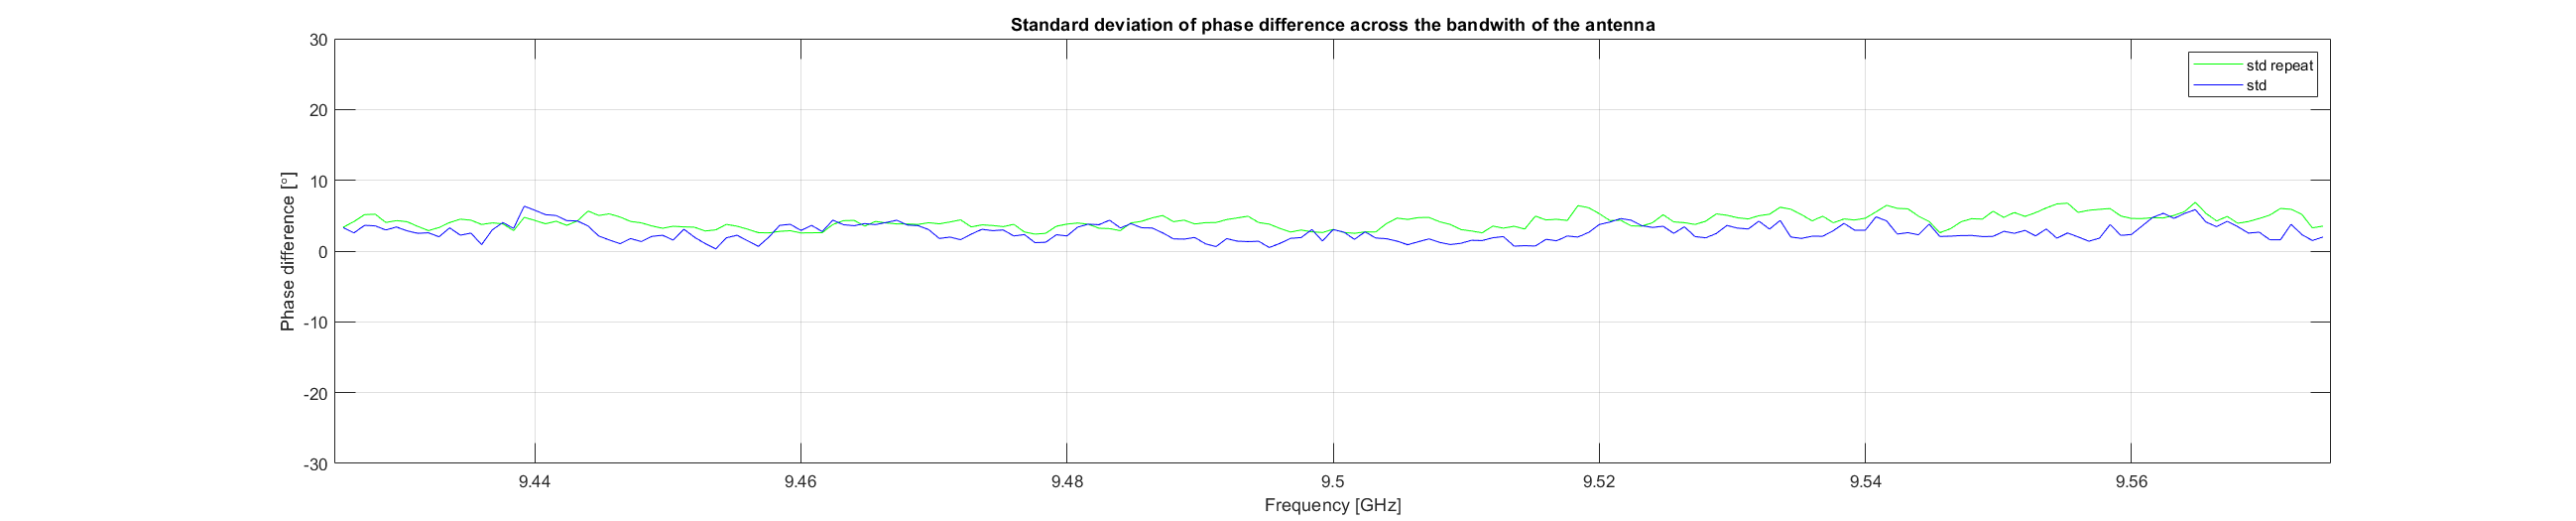 Standard deviation of phase difference across the bandwith of the antenna
30
20
10
0
-10
-20
-30
Phase difference [°]
std repeat
std
9.44
9.46
9.48
9.5
9.52
9.54
9.56
Frequency [GHz]